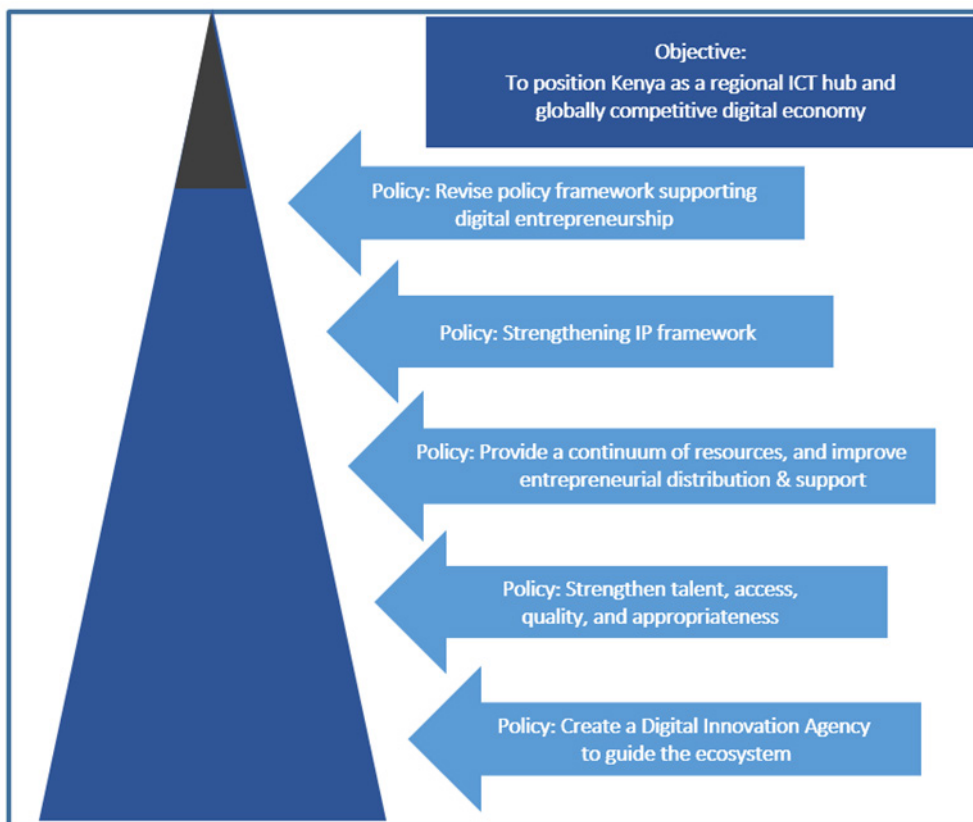 Objective:
To position Kenya as a regional ICT hub and
globally competitive digital economy
Policy: Revise policy framework supporting
digital entrepreneurship
Policy: Strengthening IP framework
Policy: Provide a continuum of resources, and improve
entrepreneurial distribution & support
Policy: Strengthen talent, access,
quality, and appropriateness
Policy: Create a Digital Innovation Agency
to guide the ecosystem